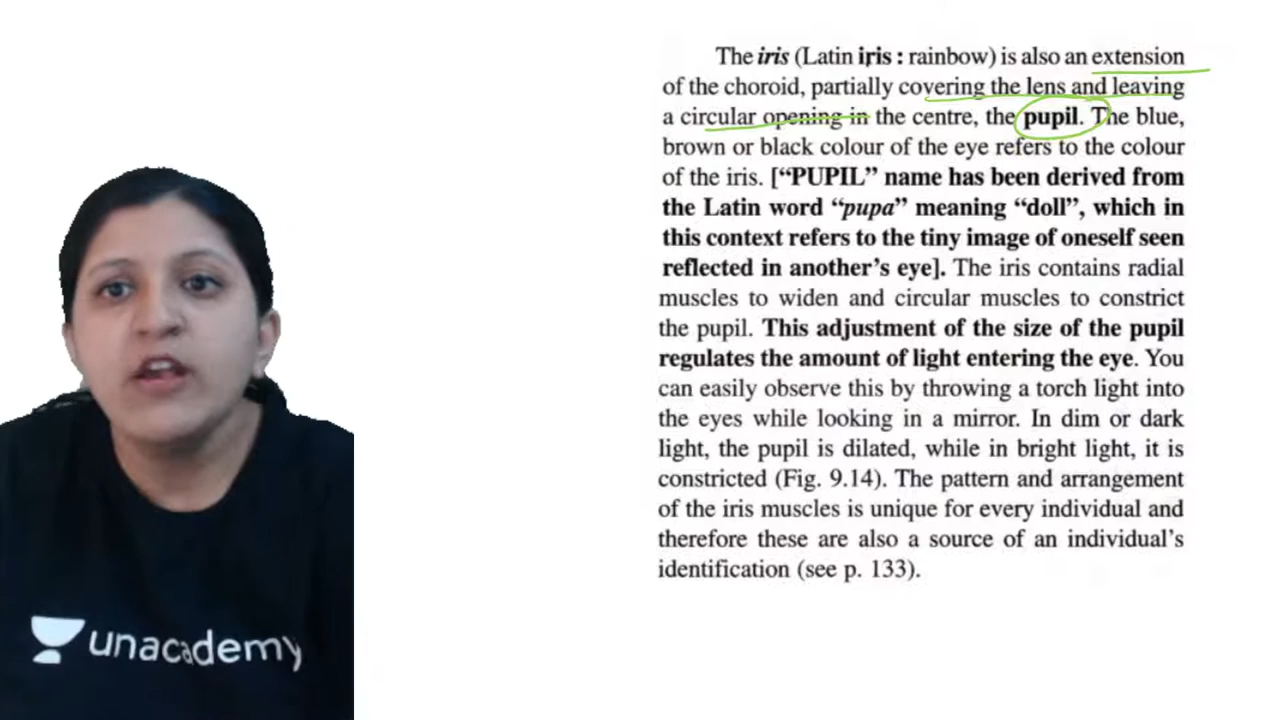 The iris (Latin iris : rainbow) is also an extension
of the choroid, partially covering the lens and leaving
a circular opening in the centre, the pupil. The blue,
brown or black colour of the eye refers to the colour
of the iris. [“PUPIL” name has been derived from
the Latin word “pupa” meaning “doll”, which in
this context refers to the tiny image of oneself seen
reflected in another’s eye]. The iris contains radial
muscles to widen and circular muscles to constrict
the pupil. This adjustment of the size of the pupil
regulates the amount of light entering the eye. You
can easily observe this by throwing a torch light into
the eyes while looking in a mirror. In dim or dark
light, the pupil is dilated, while in bright light, it is
constricted (Fig. 9.14). The pattern and arrangement
of the iris muscles is unique for every individual and
therefore these are also a source of an individual’s
identification (see p. 133).
unacademy